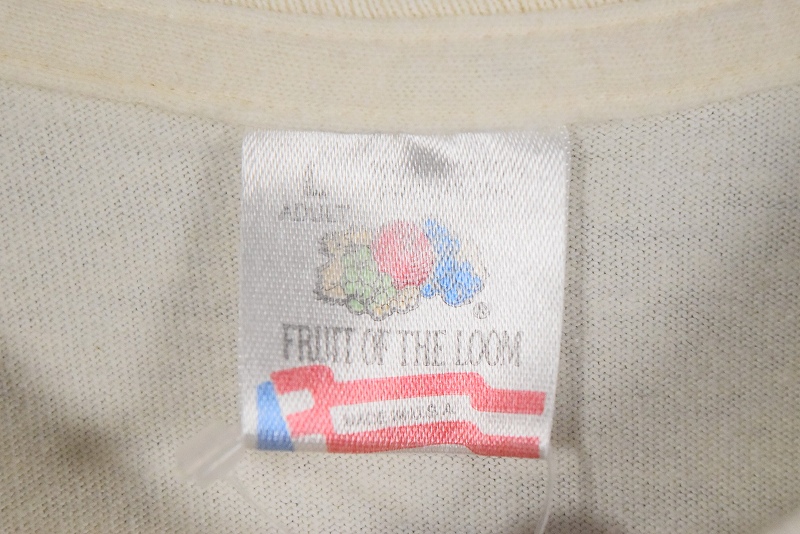 L
ADULT
®
FRUIT OF THE LOOM
MADE IN U.S.A.